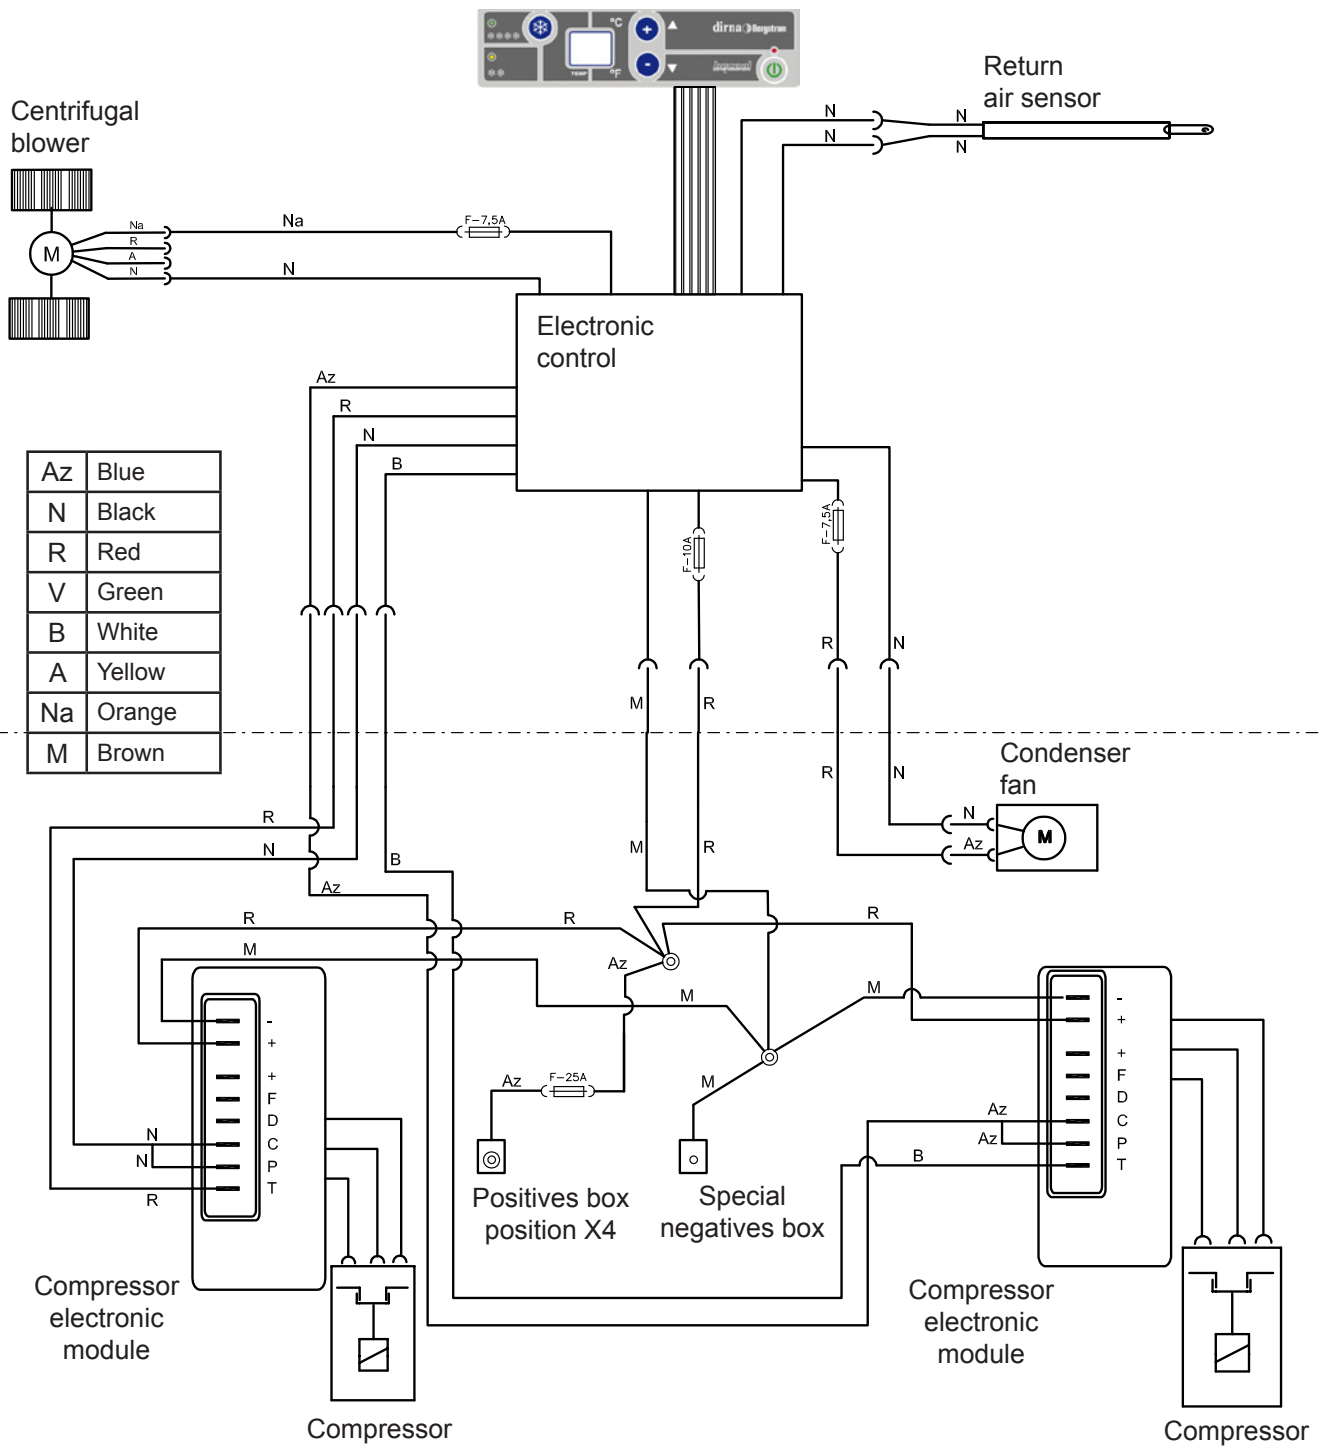 °C
dirna Bergstrom
+
-
TEMP
°F
Return
air sensor
Centrifugal
blower
N
N
N
N
M
Na
R
A
N
Na
N
F-7,5A
Electronic
control
Az
R
N
B
Az Blue
N Black
R Red
V Green
B White
A Yellow
Na Orange
M Brown
F-10A
F-7,5A
R
N
M
R
R
N
Condenser
fan
N
Az
M
R
N
B
Az
M
R
R
R
R
M
Az
M
M
M
Az
F-25A
-
+
+
F
D
C
P
T
N
N
R
-
+
+
F
D
C
P
T
Az
Az
B
Positives box
position X4
Special
negatives box
Compressor
electronic
module
Compressor
electronic
module
Compressor
Compressor